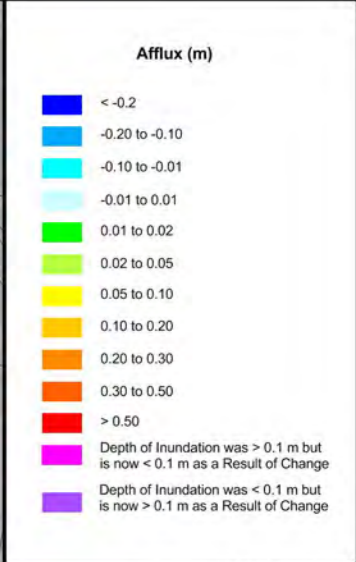 Afflux (m)
< -0.2
-0.20 to -0.10
-0.10 to -0.01
-0.01 to 0.01
0.01 to 0.02
0.02 to 0.05
0.05 to 0.10
0.10 to 0.20
0.20 to 0.30
0.30 to 0.50
> 0.50
Depth of Inundation was > 0.1 m but
is now < 0.1 m as a Result of Change
Depth of Inundation was < 0.1 m but
is now > 0.1 m as a Result of Change